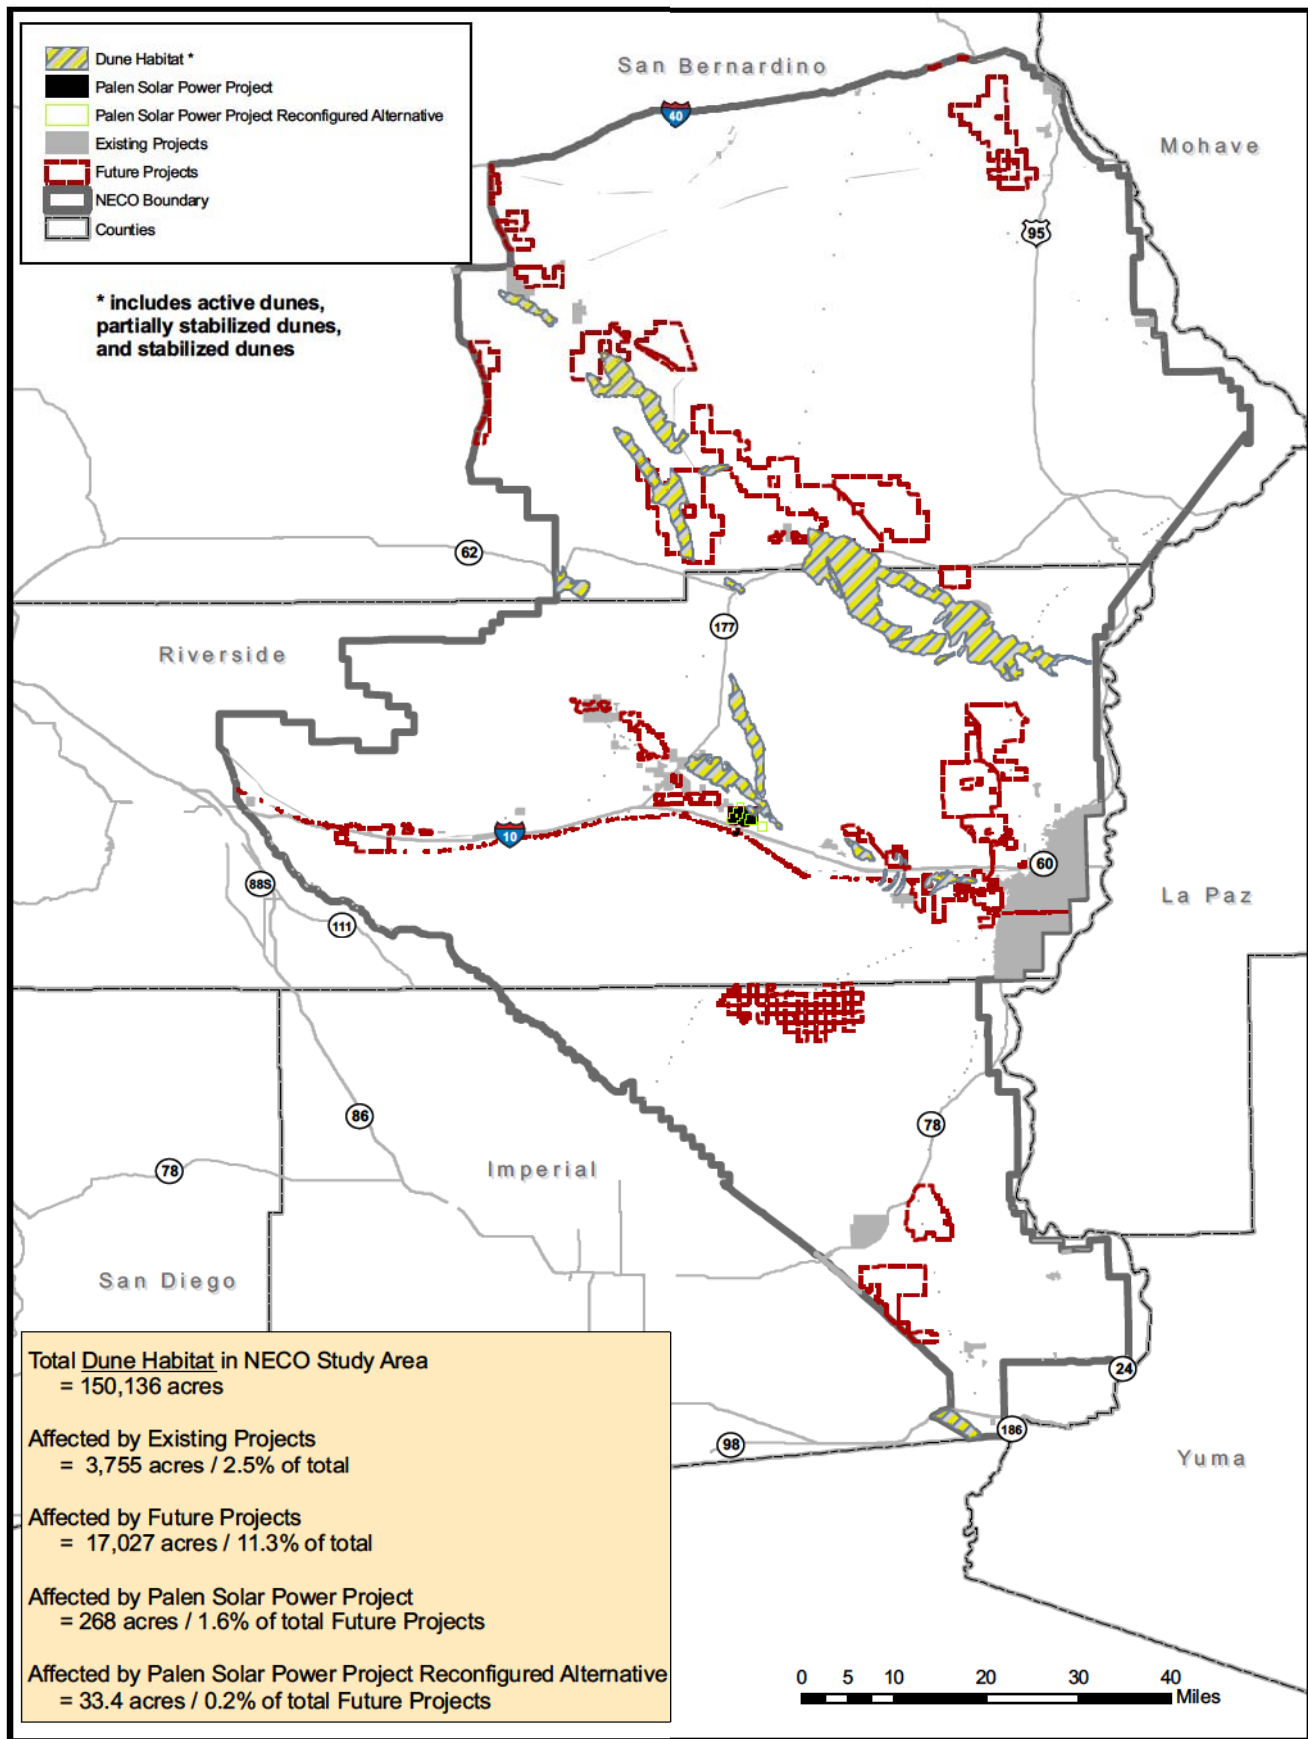 Dune Habitat *
Palen Solar Power Project
Palen Solar Power Project Reconfigured Alternative
Existing Projects
Future Projects
NECO Boundary
Counties
* includes active dunes,
partially stabilized dunes,
and stabilized dunes
San Bernardino
40
Mohave
95
62
177
Riverside
10
60
88S
111
La Paz
86
78
78
Imperial
San Diego
24
186
98
Yuma
Total Dune Habitat in NECO Study Area
= 150,136 acres
Affected by Existing Projects
= 3,755 acres / 2.5% of total
Affected by Future Projects
= 17,027 acres / 11.3% of total
Affected by Palen Solar Power Project
= 268 acres / 1.6% of total Future Projects
Affected by Palen Solar Power Project Reconfigured Alternative
= 33.4 acres / 0.2% of total Future Projects
0 5 10 20 30 40
Miles